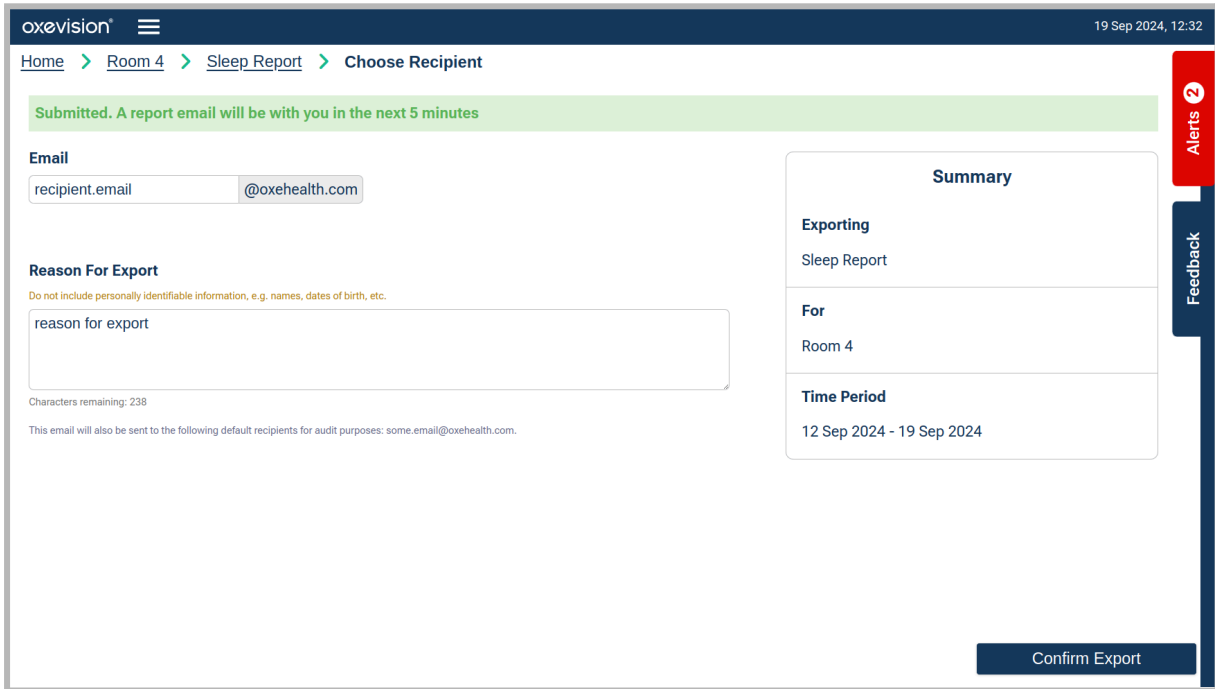 oxevision®
19 Sep 2024, 12:32
Home > Room 4 > Sleep Report > Choose Recipient
Alerts 2
Feedback
Submitted. A report email will be with you in the next 5 minutes
Email
recipient.email @oxehealth.com
Reason For Export
Do not include personally identifiable information, e.g. names, dates of birth, etc.
reason for export
Characters remaining: 238
This email will also be sent to the following default recipients for audit purposes: some.email@oxehealth.com.
Summary
Exporting
Sleep Report
For
Room 4
Time Period
12 Sep 2024 - 19 Sep 2024
Confirm Export